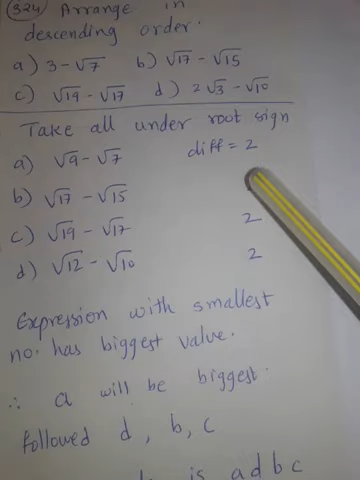 (324) Arrange in
descending order.
a) 3-√7 b) √17 - √15
c) √19 - √17 d) 2√3 - √10
Take all under root sign
a) √9 - √7 diff = 2
b) √17 - √15
c) √19 - √17 2
d) √12 - √10 2
Expression with smallest
no. has biggest value.
∴ a will be biggest.
followed d, b, c
is a d b c